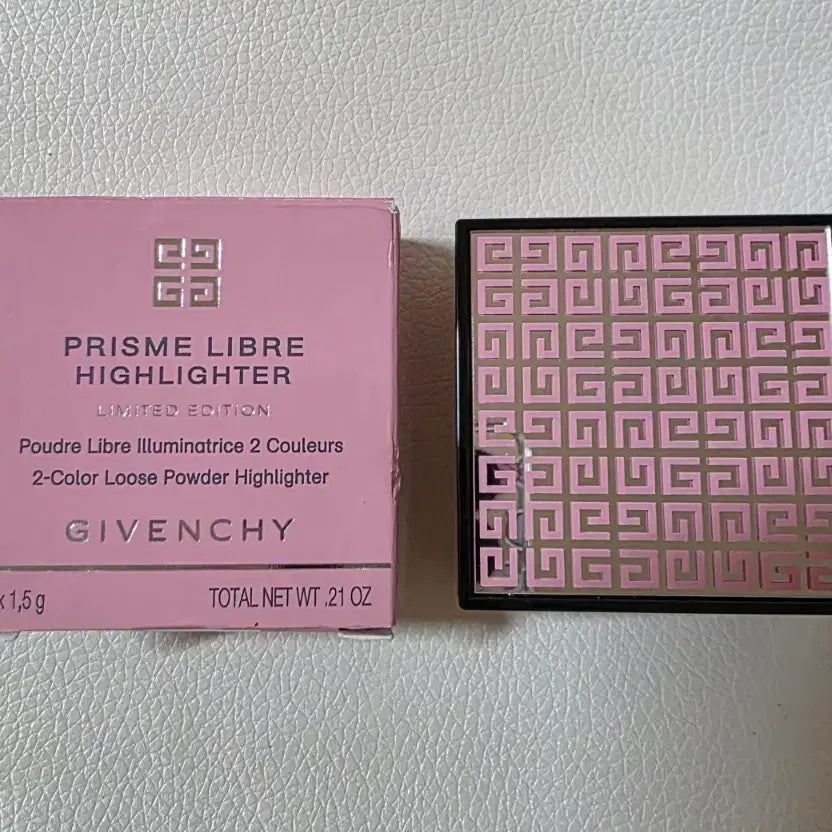 PRISME LIBRE
HIGHLIGHTER
LIMITED EDITION
Poudre Libre Illuminatrice 2 Couleurs
2-Color Loose Powder Highlighter
GIVENCHY
x 1,5 g TOTAL NET WT .21 OZ